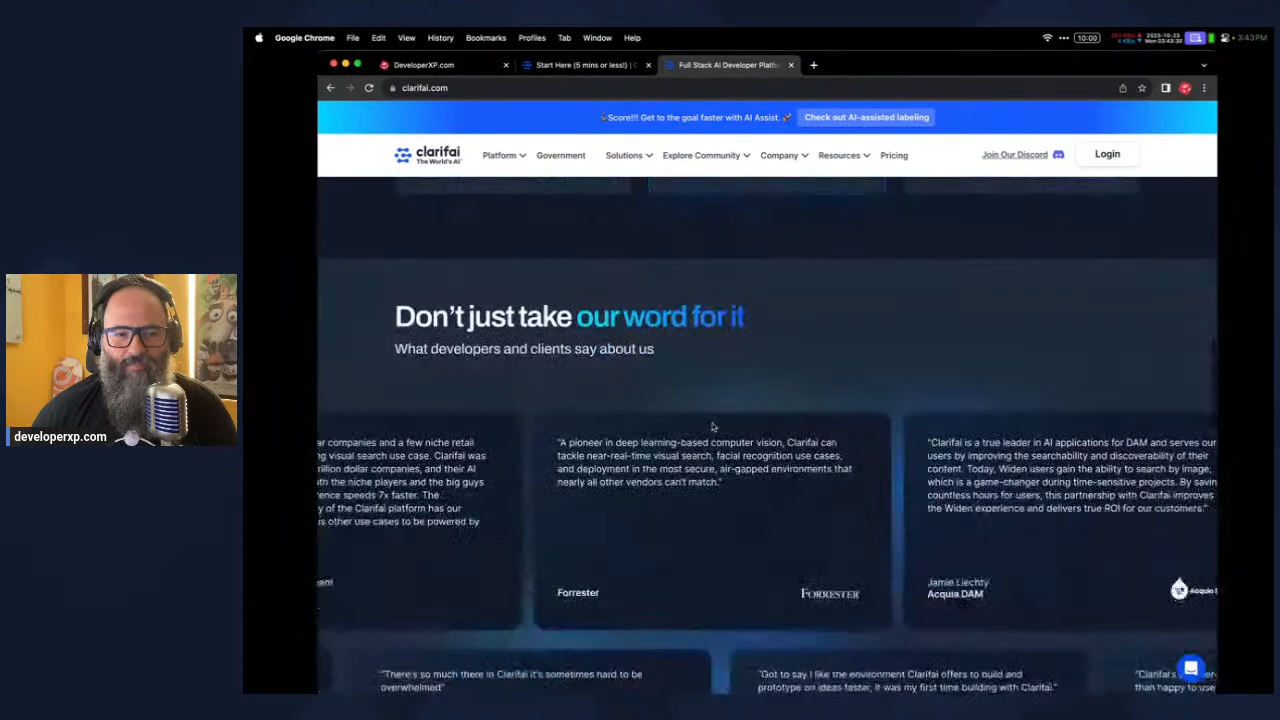 Google Chrome File Edit View History Bookmarks Profiles Tab Window Help
10:00
3:43PM
DeveloperXP.com
Start Here (5 mins or less!) | C
Full Stack AI Developer Platfo
clarifai.com
Score!!! Get to the goal faster with AI Assist.
Check out AI-assisted labeling
clarifai
The World's AI
Platform Government Solutions Explore Community Company Resources Pricing
Join Our Discord
Login
Don't just take our word for it
What developers and clients say about us
ar companies and a few niche retail
ng visual search use case. Clarifai was
rillion dollar companies, and their AI
oth the niche players and the big guys
ence speeds 7x faster. The
y of the Clarifai platform has our
s other use cases to be powered by
"A pioneer in deep learning-based computer vision, Clarifai can
tackle near-real-time visual search, facial recognition use cases,
and deployment in the most secure, air-gapped environments that
nearly all other vendors can't match."
Forrester
FORRESTER
"Clarifai is a true leader in AI applications for DAM and serves our
users by improving the searchability and discoverability of their
content. Today, Widen users gain the ability to search by image,
which is a game-changer during time-sensitive projects. By savin
countless hours for users, this partnership with Clarifai improves
the Widen experience and delivers true ROI for our customers."
Jamie Liechty
Acquia DAM
Acquia
"There's so much there in Clarifai it's sometimes hard to be
overwhelmed"
"Got to say I like the environment Clarifai offers to build and
prototype on ideas faster, it was my first time building with Clarifai."
"Clarifai's
than happy to use
developerxp.com